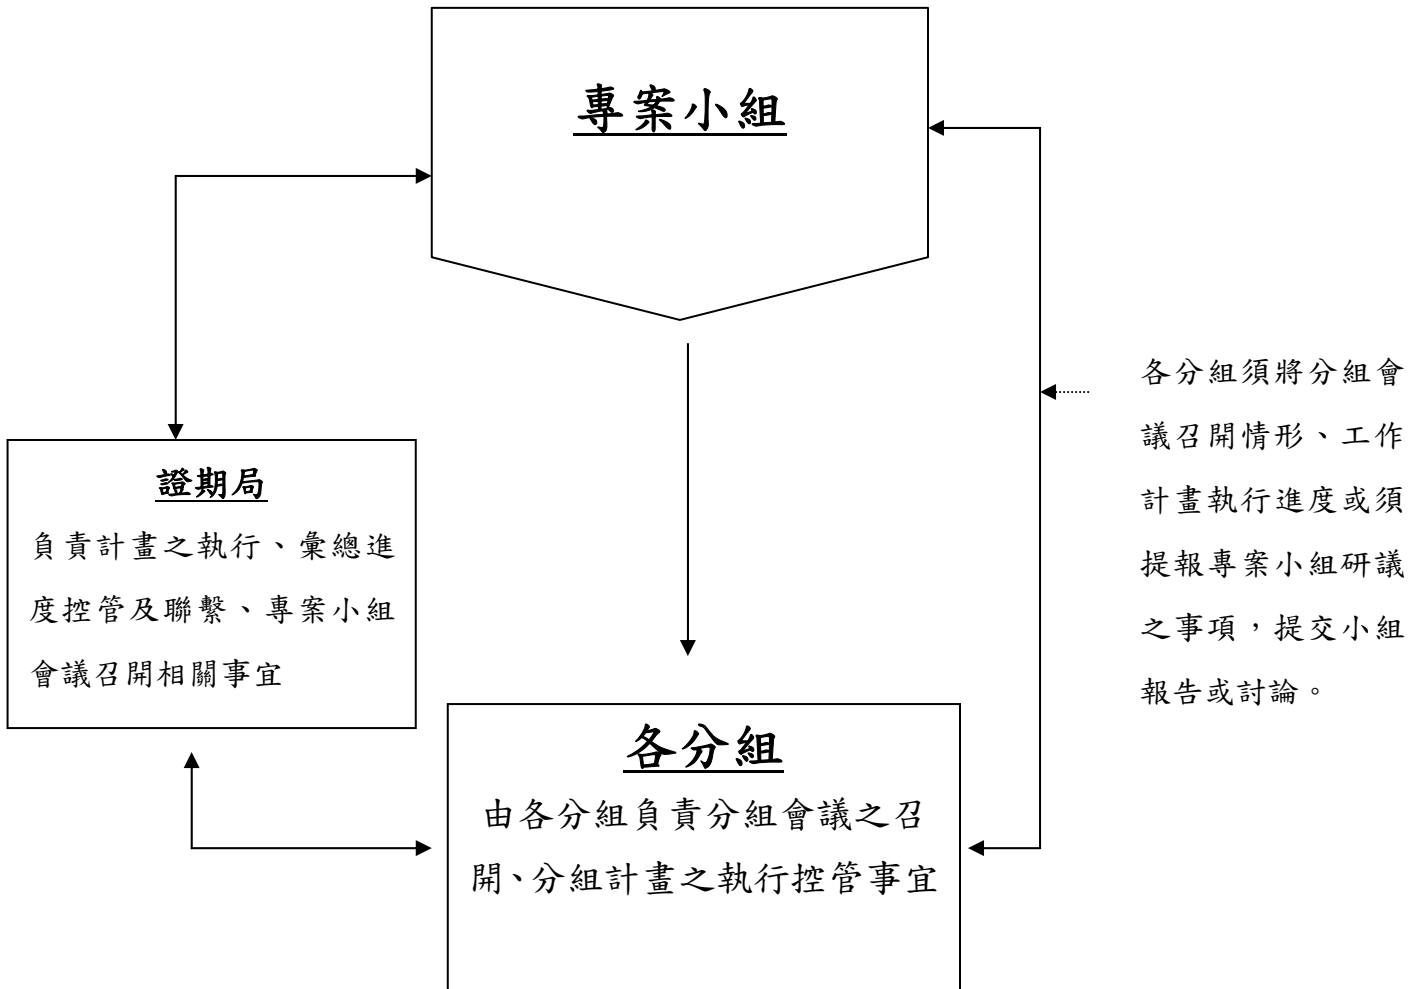 專案小組
證期局
負責計畫之執行、彙總進
度控管及聯繫、專案小組
會議召開相關事宜
各分組
由各分組負責分組會議之召
開、分組計畫之執行控管事宜
各分組須將分組會
議召開情形、工作
計畫執行進度或須
提報專案小組研議
之事項，提交小組
報告或討論。